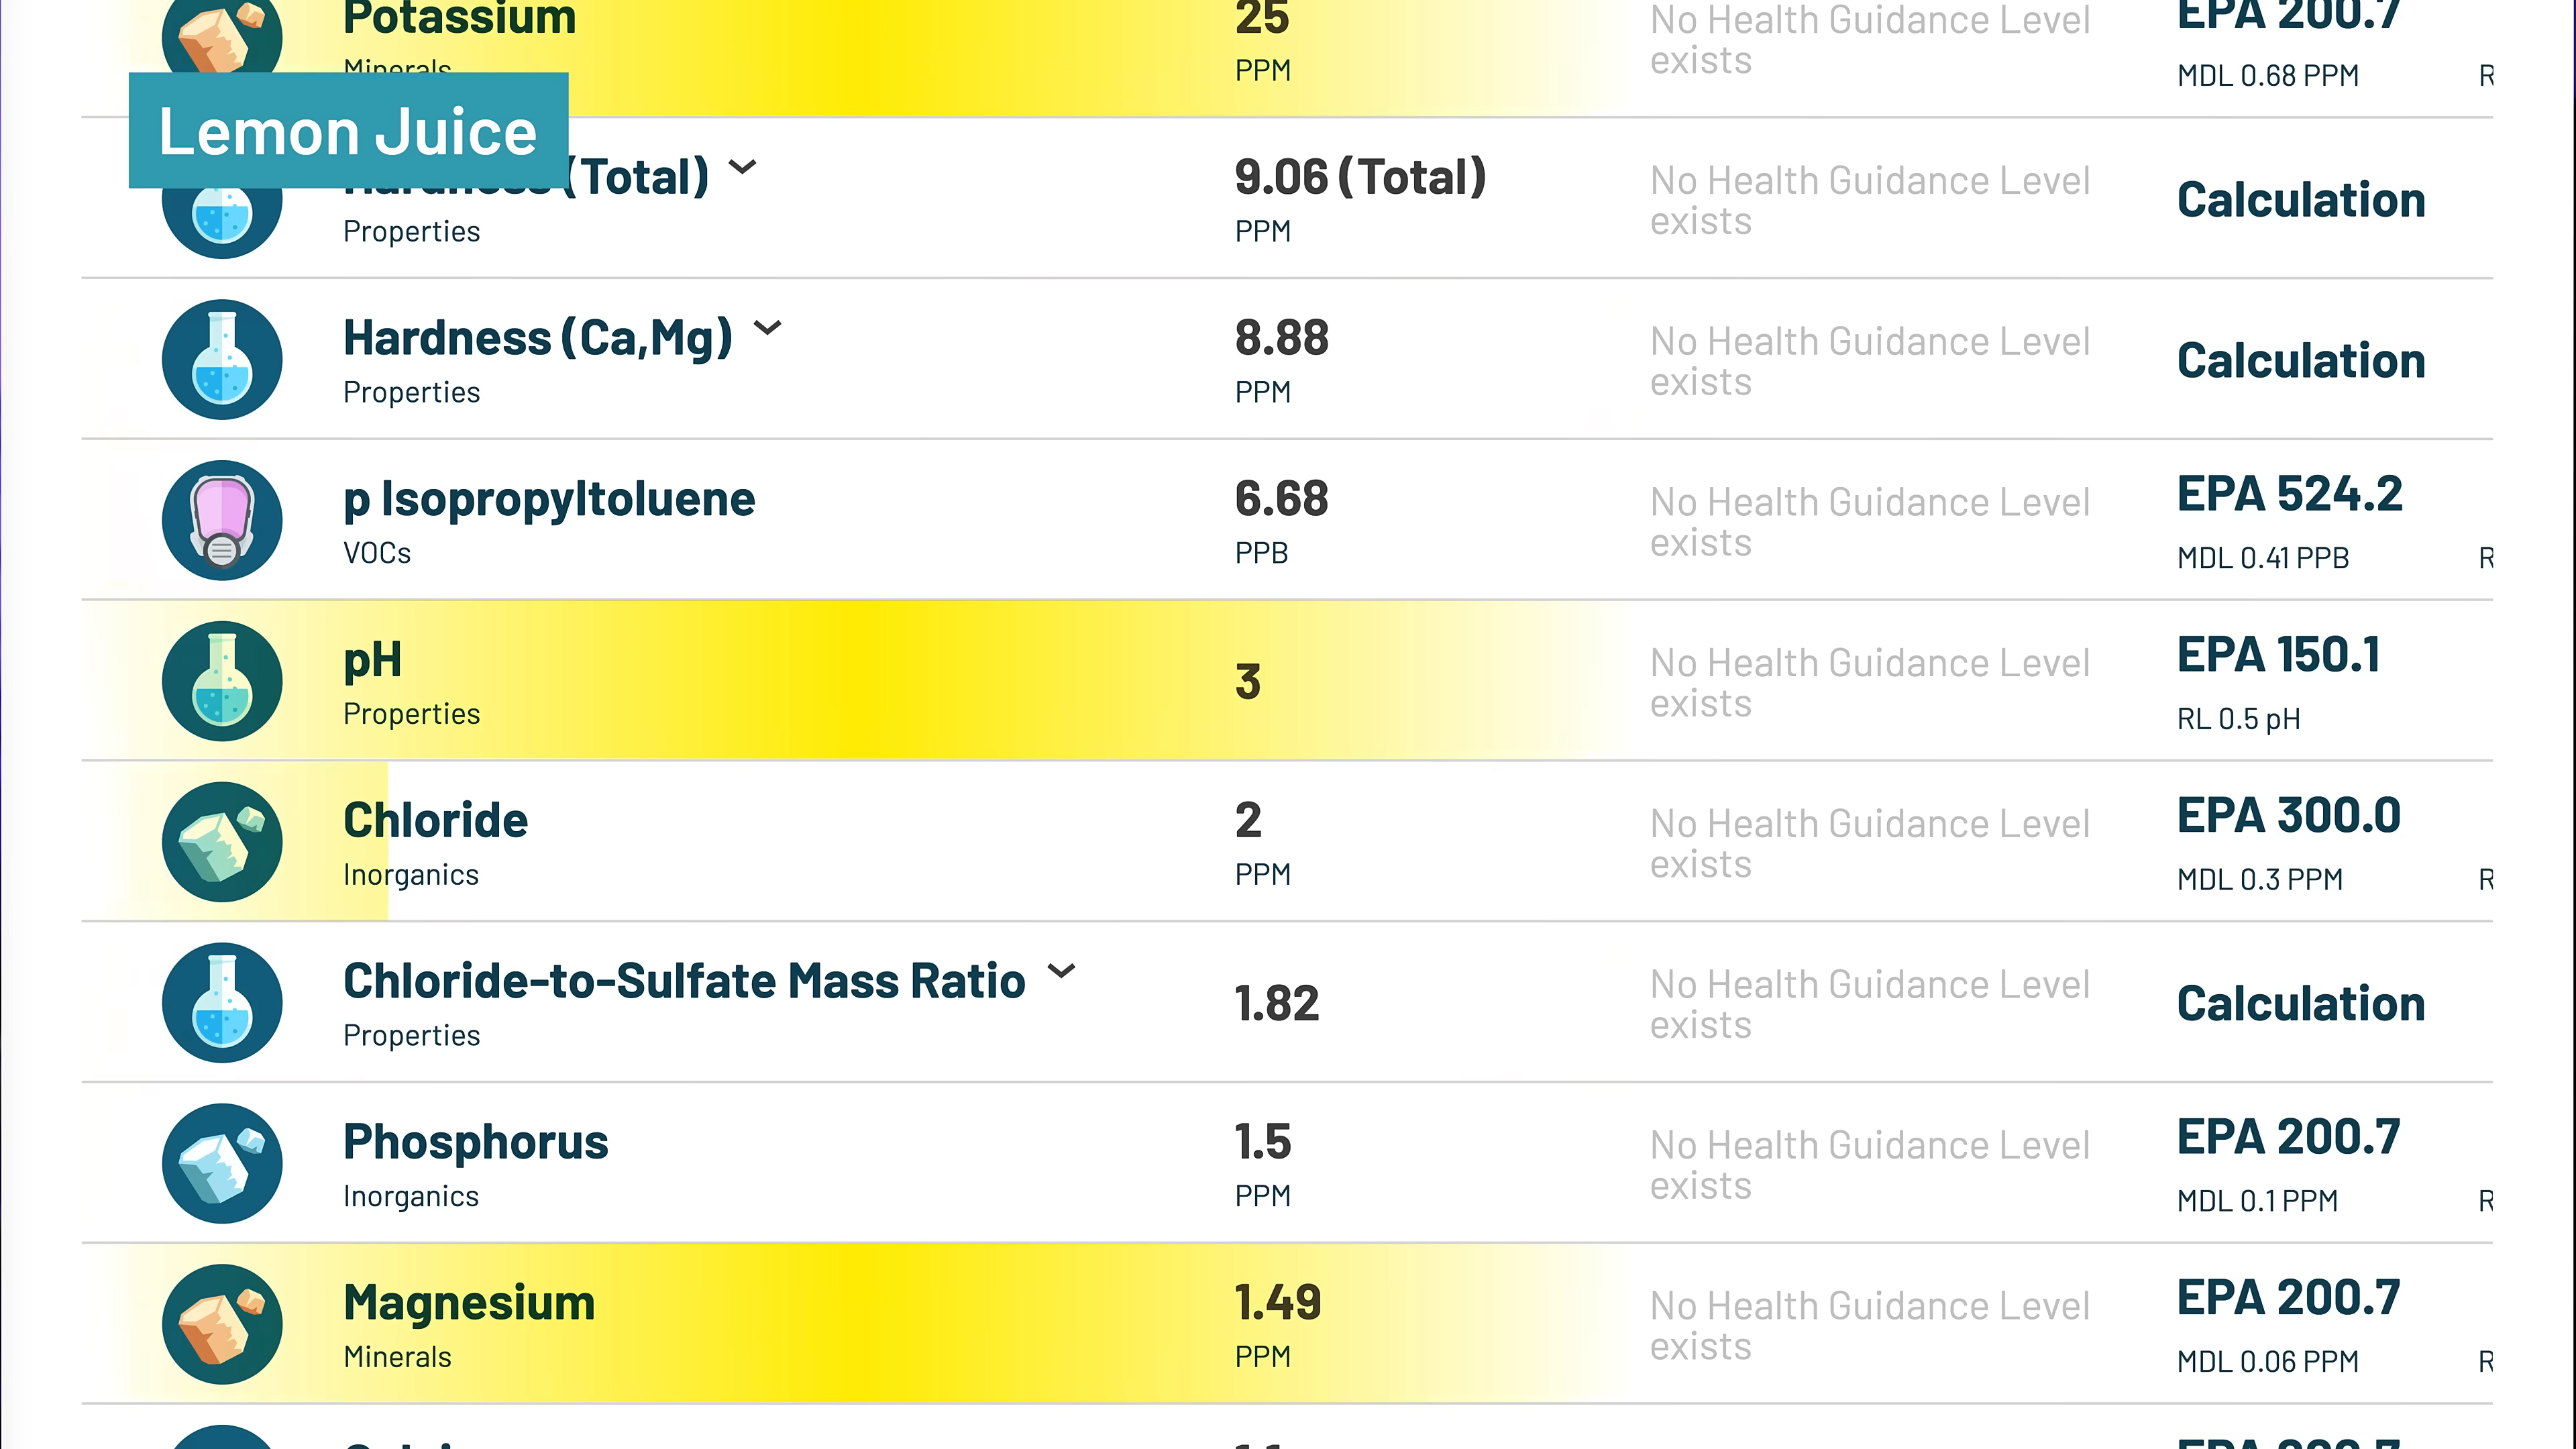 Potassium
25
No Health Guidance Level
exists
EPA 200.7
Minerals
PPM
MDL 0.68 PPM
R
Lemon Juice
Hardness (Total)
9.06 (Total)
No Health Guidance Level
exists
Calculation
Properties
PPM
Hardness (Ca,Mg)
8.88
No Health Guidance Level
exists
Calculation
Properties
PPM
p Isopropyltoluene
6.68
No Health Guidance Level
exists
EPA 524.2
VOCs
PPB
MDL 0.41 PPB
R
pH
3
No Health Guidance Level
exists
EPA 150.1
Properties
RL 0.5 pH
Chloride
2
No Health Guidance Level
exists
EPA 300.0
Inorganics
PPM
MDL 0.3 PPM
R
Chloride-to-Sulfate Mass Ratio
1.82
No Health Guidance Level
exists
Calculation
Properties
Phosphorus
1.5
No Health Guidance Level
exists
EPA 200.7
Inorganics
PPM
MDL 0.1 PPM
R
Magnesium
1.49
No Health Guidance Level
exists
EPA 200.7
Minerals
PPM
MDL 0.06 PPM
R